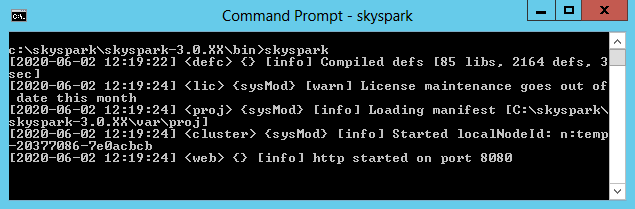 Command Prompt - skyspark
c:\skyspark\skyspark-3.0.XX\bin>skyspark
[2020-06-02 12:19:22] <defc> {} [info] Compiled defs [85 libs, 2164 defs, 3
sec]
[2020-06-02 12:19:24] <lic> {sysMod} [warn] License maintenance goes out of
 date this month
[2020-06-02 12:19:24] <proj> {sysMod} [info] Loading manifest [C:\skyspark\
skyspark-3.0.XX\var\proj]
[2020-06-02 12:19:24] <cluster> {sysMod} [info] Started localNodeId: n:temp
-20377086-7e0acbcb
[2020-06-02 12:19:24] <web> {} [info] http started on port 8080